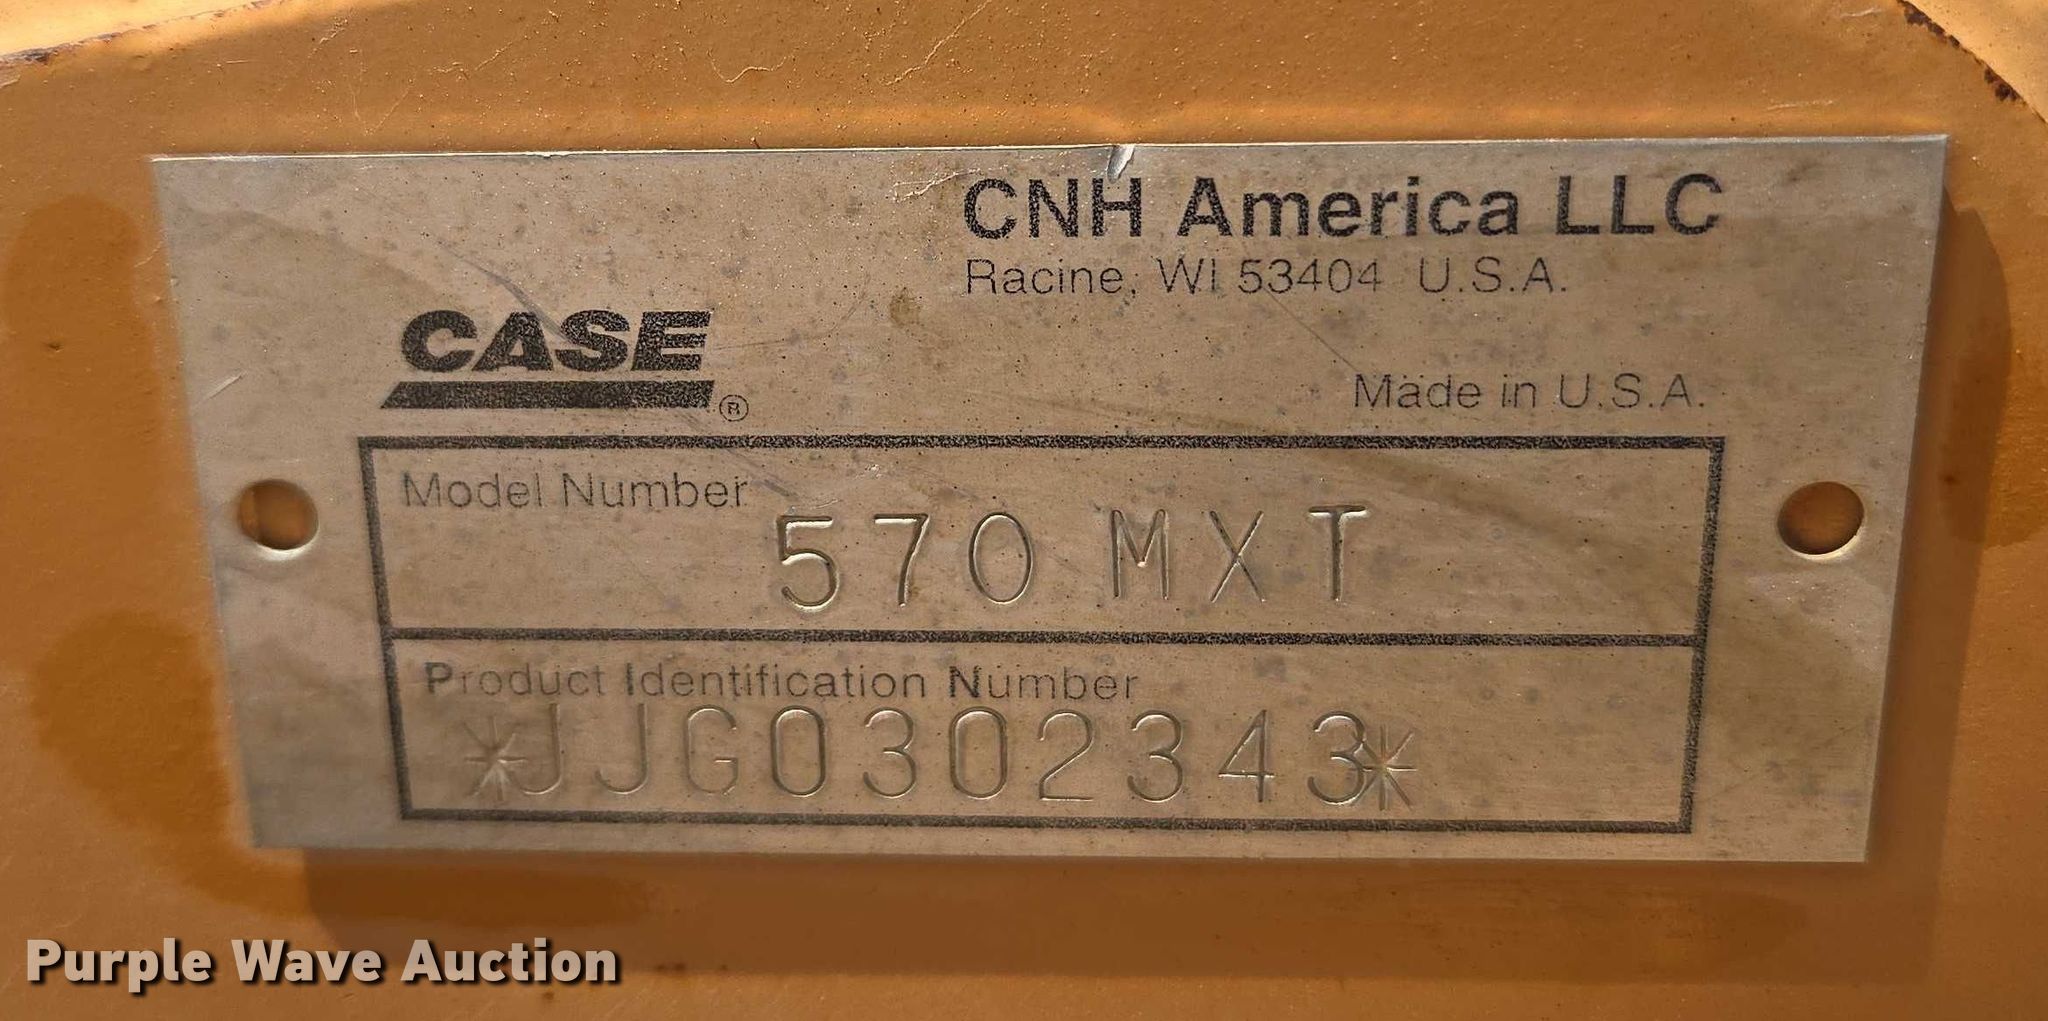 CNH America LLC
Racine, WI 53404 U.S.A.
CASE
®
Made in U.S.A.
Model Number
570 MXT
Product Identification Number
*JJG0302343*
Purple Wave Auction